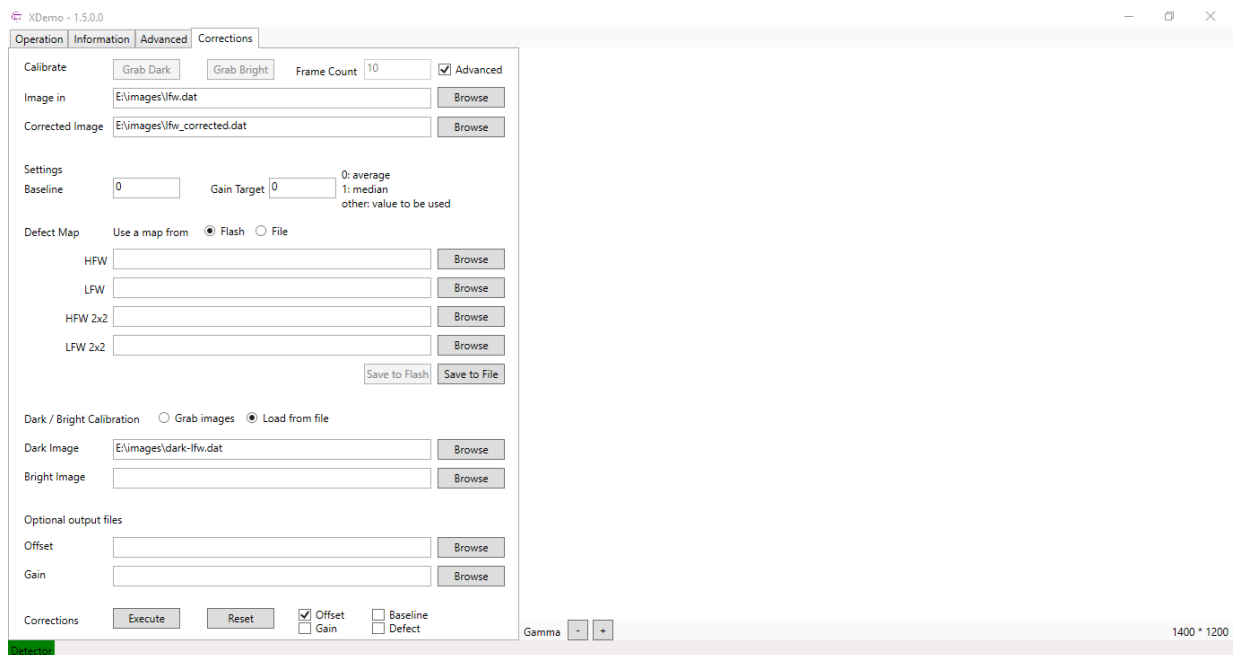 XDemo - 1.5.0.0
Operation Information Advanced Corrections
Calibrate Grab Dark Grab Bright Frame Count 10 Advanced
Image in E:\images\lfw.dat Browse
Corrected Image E:\images\lfw_corrected.dat Browse
Settings
0: average
Baseline 0 Gain Target 0 1: median
other: value to be used
Defect Map Use a map from Flash File
HFW Browse
LFW Browse
HFW 2x2 Browse
LFW 2x2 Browse
Save to Flash Save to File
Dark / Bright Calibration Grab images Load from file
Dark Image E:\images\dark-lfw.dat Browse
Bright Image Browse
Optional output files
Offset Browse
Gain Browse
Corrections Execute Reset Offset Baseline
Gain Defect
Gamma - + 1400 * 1200
Detector